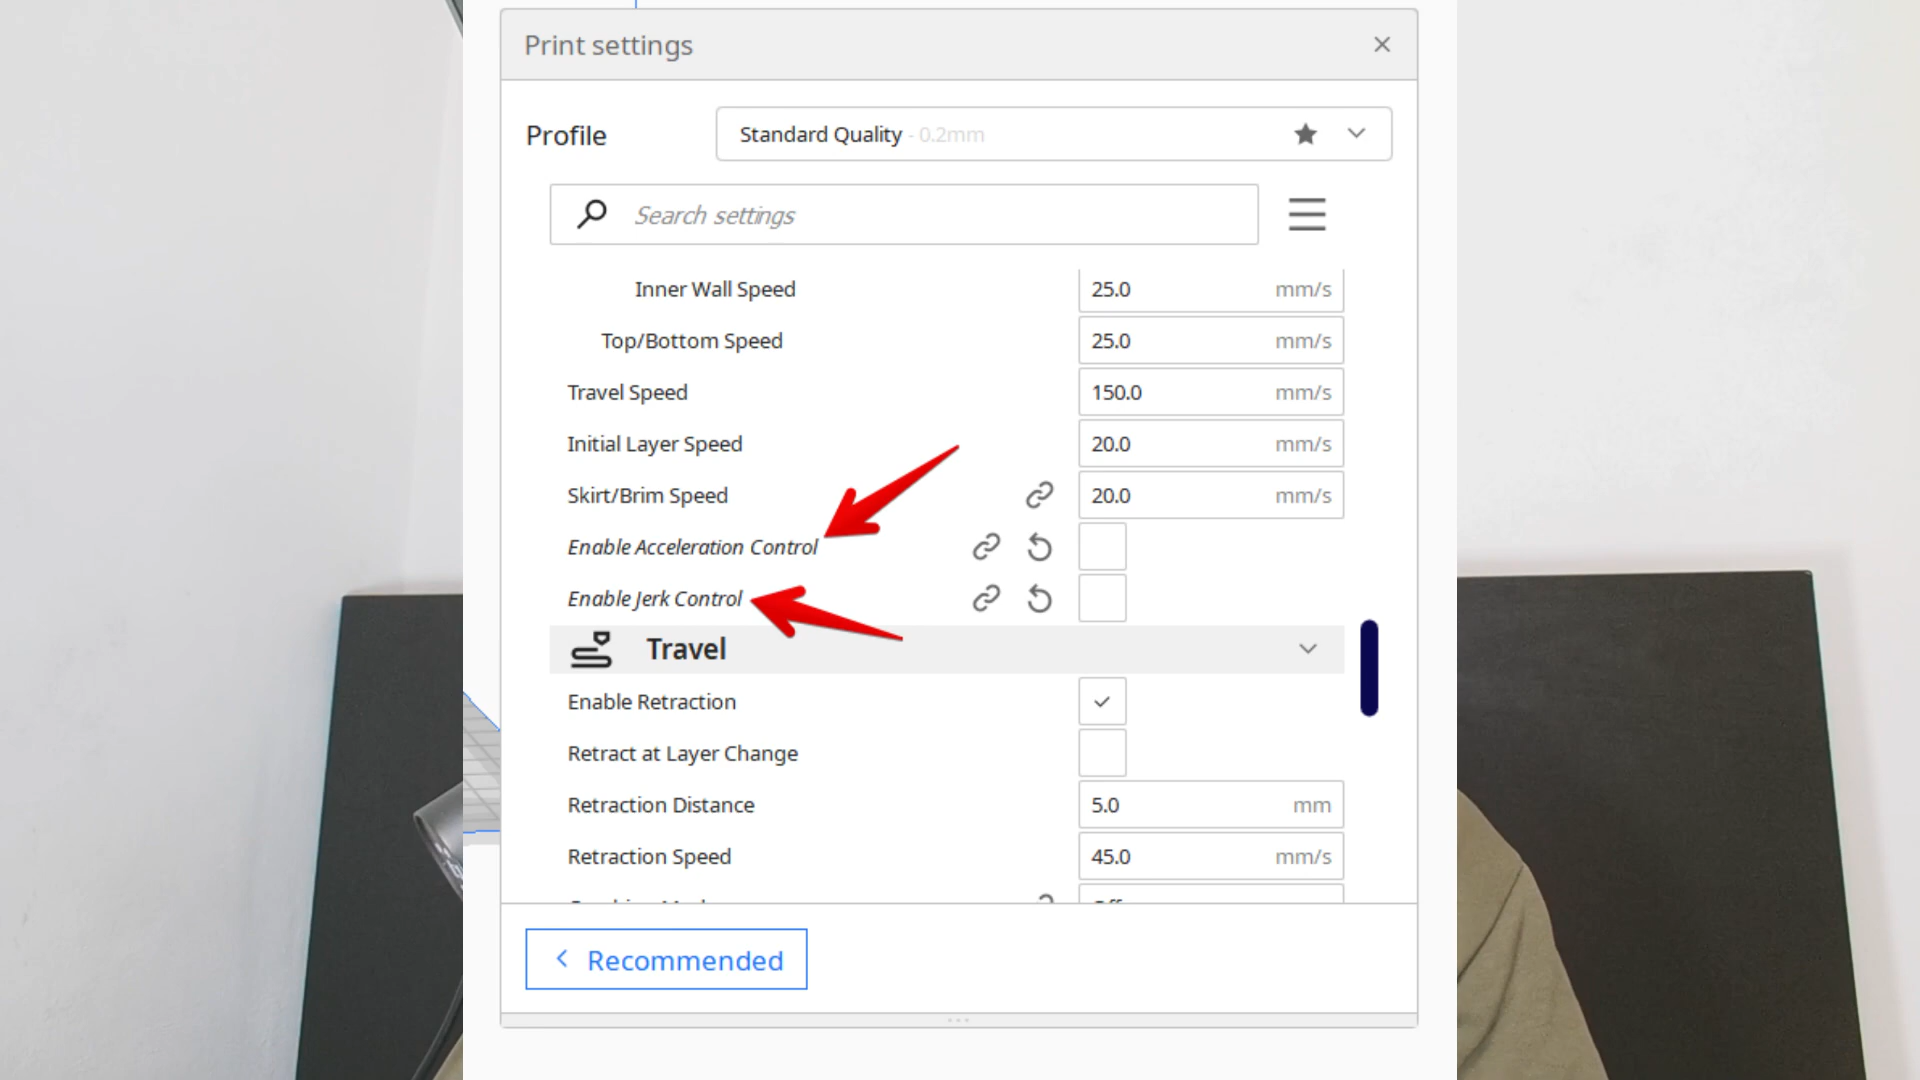 Print settings
Profile
Standard Quality - 0.2mm
Search settings
Inner Wall Speed 25.0 mm/s
Top/Bottom Speed 25.0 mm/s
Travel Speed 150.0 mm/s
Initial Layer Speed 20.0 mm/s
Skirt/Brim Speed 20.0 mm/s
Enable Acceleration Control
Enable Jerk Control
Travel
Enable Retraction
Retract at Layer Change
Retraction Distance 5.0 mm
Retraction Speed 45.0 mm/s
Recommended